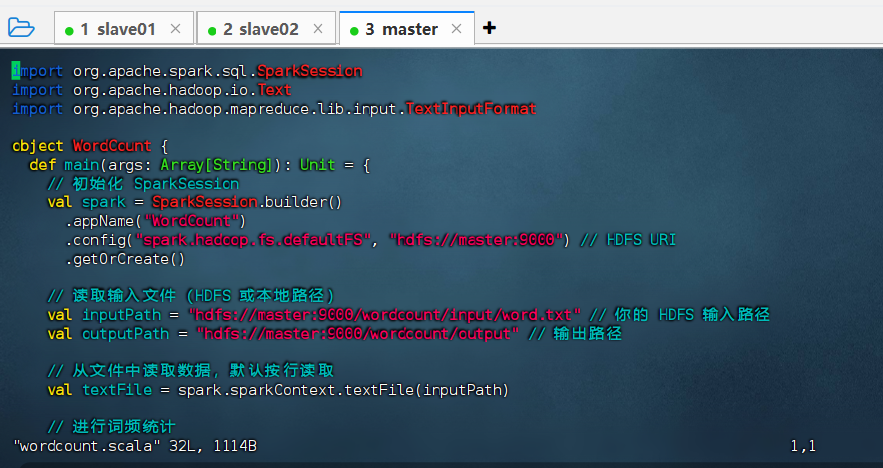 1 slave01 × 2 slave02 × 3 master × +
import org.apache.spark.sql.SparkSession
import org.apache.hadoop.io.Text
import org.apache.hadoop.mapreduce.lib.input.TextInputFormat
object WordCount {
def main(args: Array[String]): Unit = {
// 初始化 SparkSession
val spark = SparkSession.builder()
.appName("WordCount")
.config("spark.hadoop.fs.defaultFS", "hdfs://master:9000") // HDFS URI
.getOrCreate()
// 读取输入文件 (HDFS 或本地路径)
val inputPath = "hdfs://master:9000/wordcount/input/word.txt" // 你的 HDFS 输入路径
val outputPath = "hdfs://master:9000/wordcount/output" // 输出路径
// 从文件中读取数据, 默认按行读取
val textFile = spark.sparkContext.textFile(inputPath)
// 进行词频统计
"wordcount.scala" 32L, 1114B 1,1